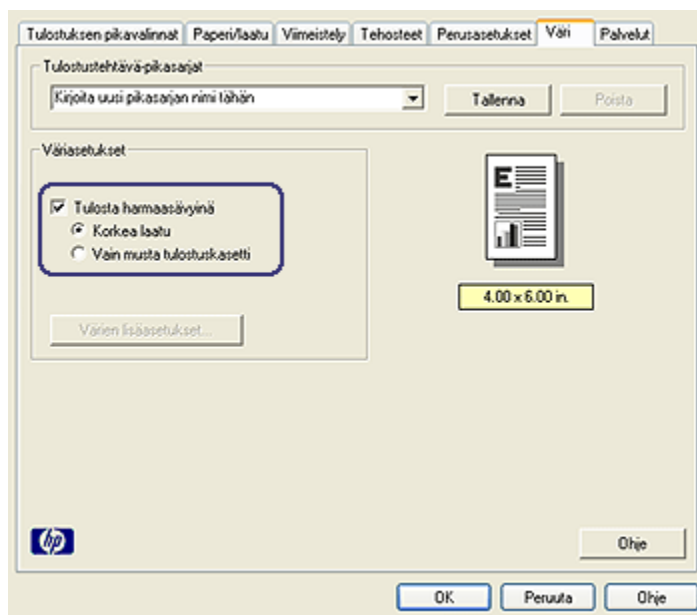 Tulostuksen pikavalinnat Paperi/laatu Viimeistely Tehosteet Perusasetukset Väri Palvelut
Tulostustehtävä-pikasarjat
Kirjoita uusi pikasarjan nimi tähän Tallenna Poista
Väriasetukset
Tulosta harmaasävyinä
Korkea laatu
Vain musta tulostuskasetti
E
4.00 x 6.00 in.
Värien lisäasetukset...
hp Ohje
OK Peruuta Ohje